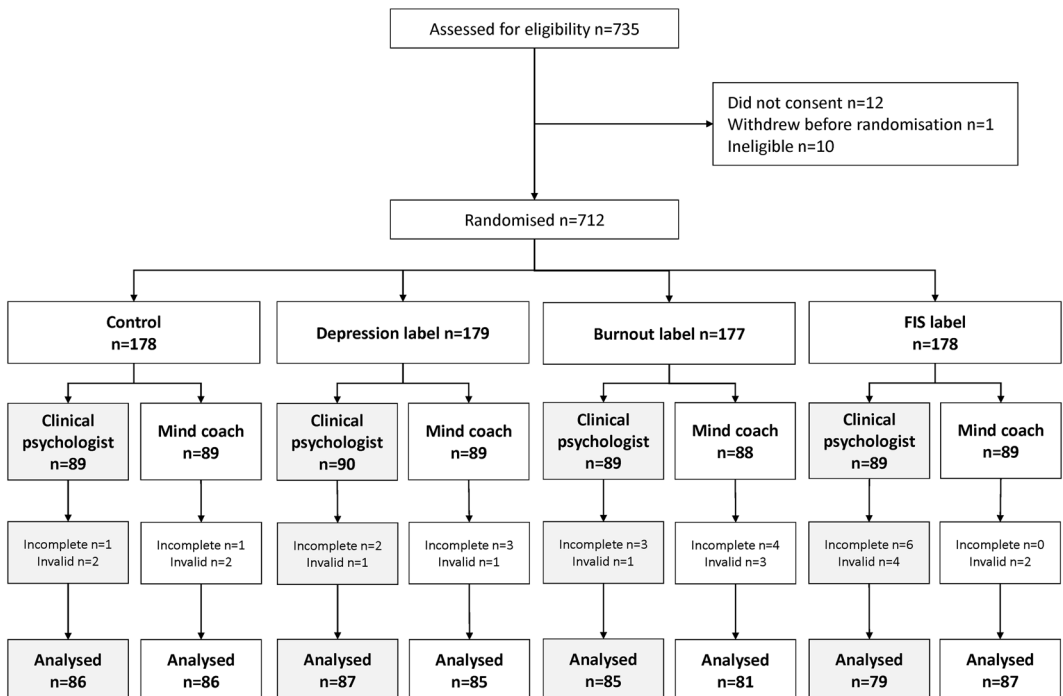 Assessed for eligibility n=735
Did not consent n=12
Withdrew before randomisation n=1
Ineligible n=10
Randomised n=712
Control
n=178
Depression label n=179
Burnout label n=177
FIS label
n=178
Clinical
psychologist
n=89
Mind coach
n=89
Clinical
psychologist
n=90
Mind coach
n=89
Clinical
psychologist
n=89
Mind coach
n=88
Clinical
psychologist
n=89
Mind coach
n=89
Incomplete n=1
Invalid n=2
Incomplete n=1
Invalid n=2
Incomplete n=2
Invalid n=1
Incomplete n=3
Invalid n=1
Incomplete n=3
Invalid n=1
Incomplete n=4
Invalid n=3
Incomplete n=6
Invalid n=4
Incomplete n=0
Invalid n=2
Analysed
n=86
Analysed
n=86
Analysed
n=87
Analysed
n=85
Analysed
n=85
Analysed
n=81
Analysed
n=79
Analysed
n=87